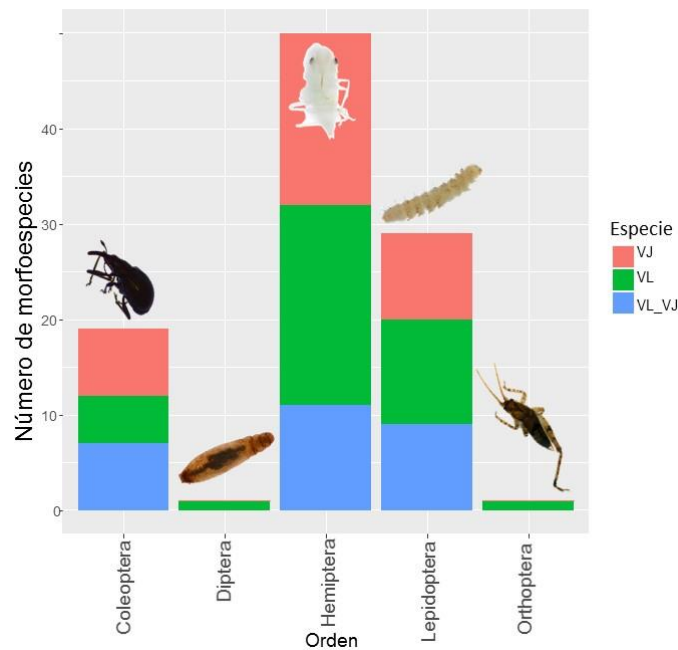 Número de morfoespecies
40
30
20
10
0
Coleoptera
Diptera
Hemiptera
Lepidoptera
Orthoptera
Orden
Especie
VJ
VL
VL_VJ